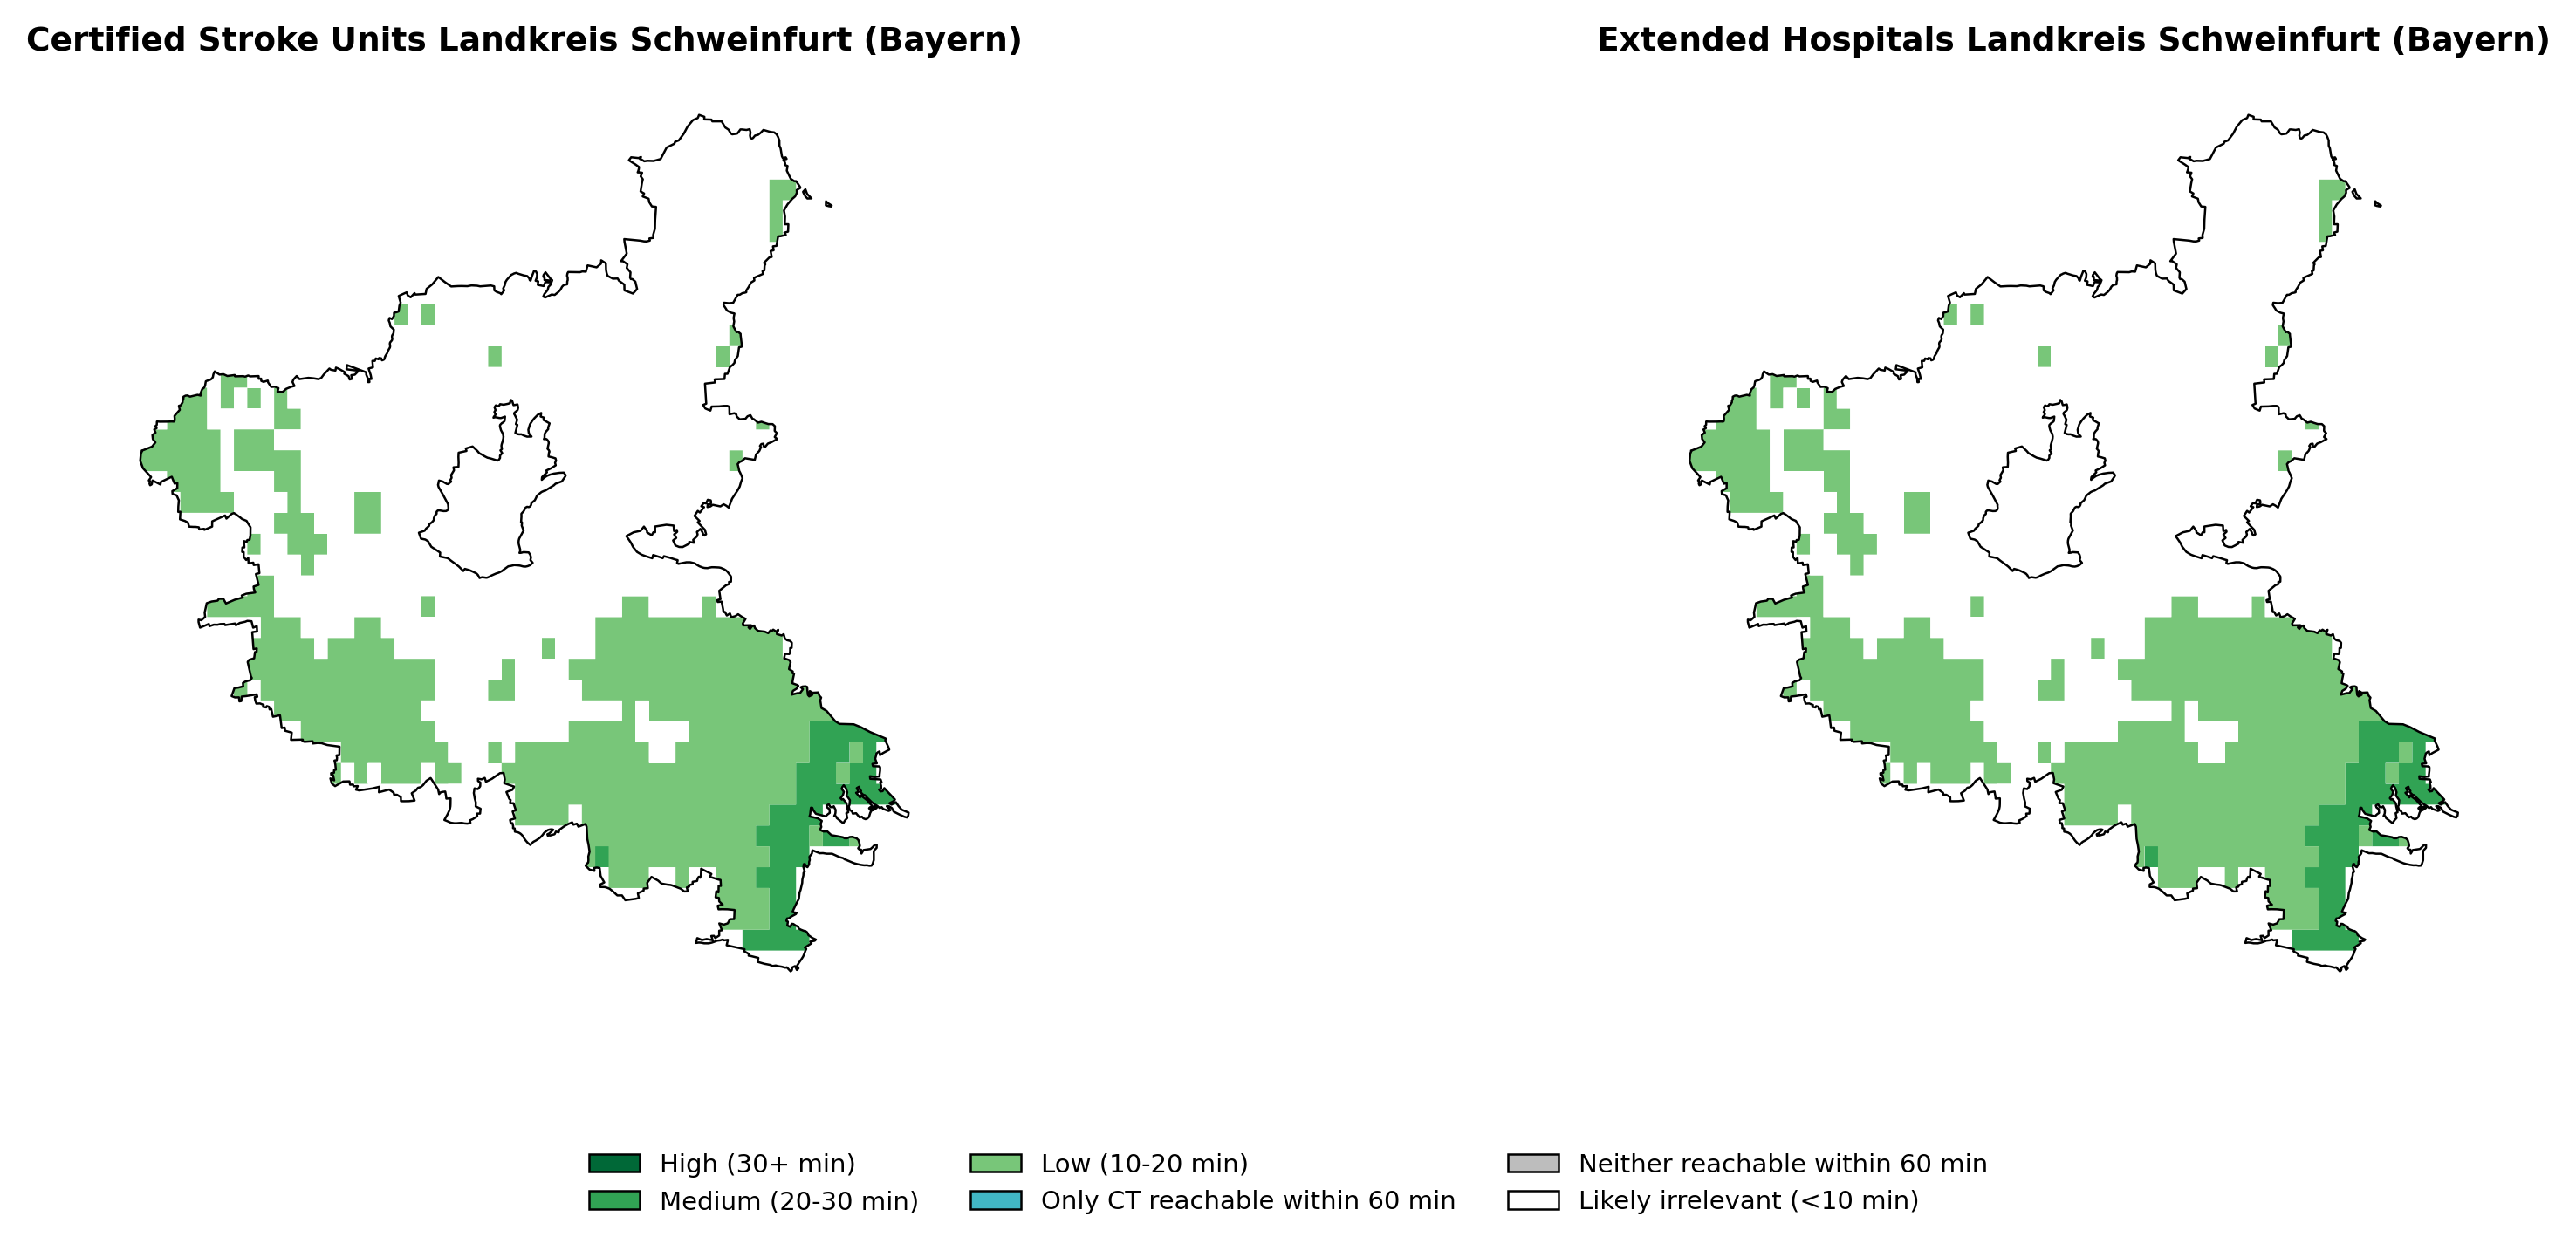 Certified Stroke Units Landkreis Schweinfurt (Bayern)
Extended Hospitals Landkreis Schweinfurt (Bayern)
High (30+ min)
Medium (20-30 min)
Low (10-20 min)
Only CT reachable within 60 min
Neither reachable within 60 min
Likely irrelevant (<10 min)